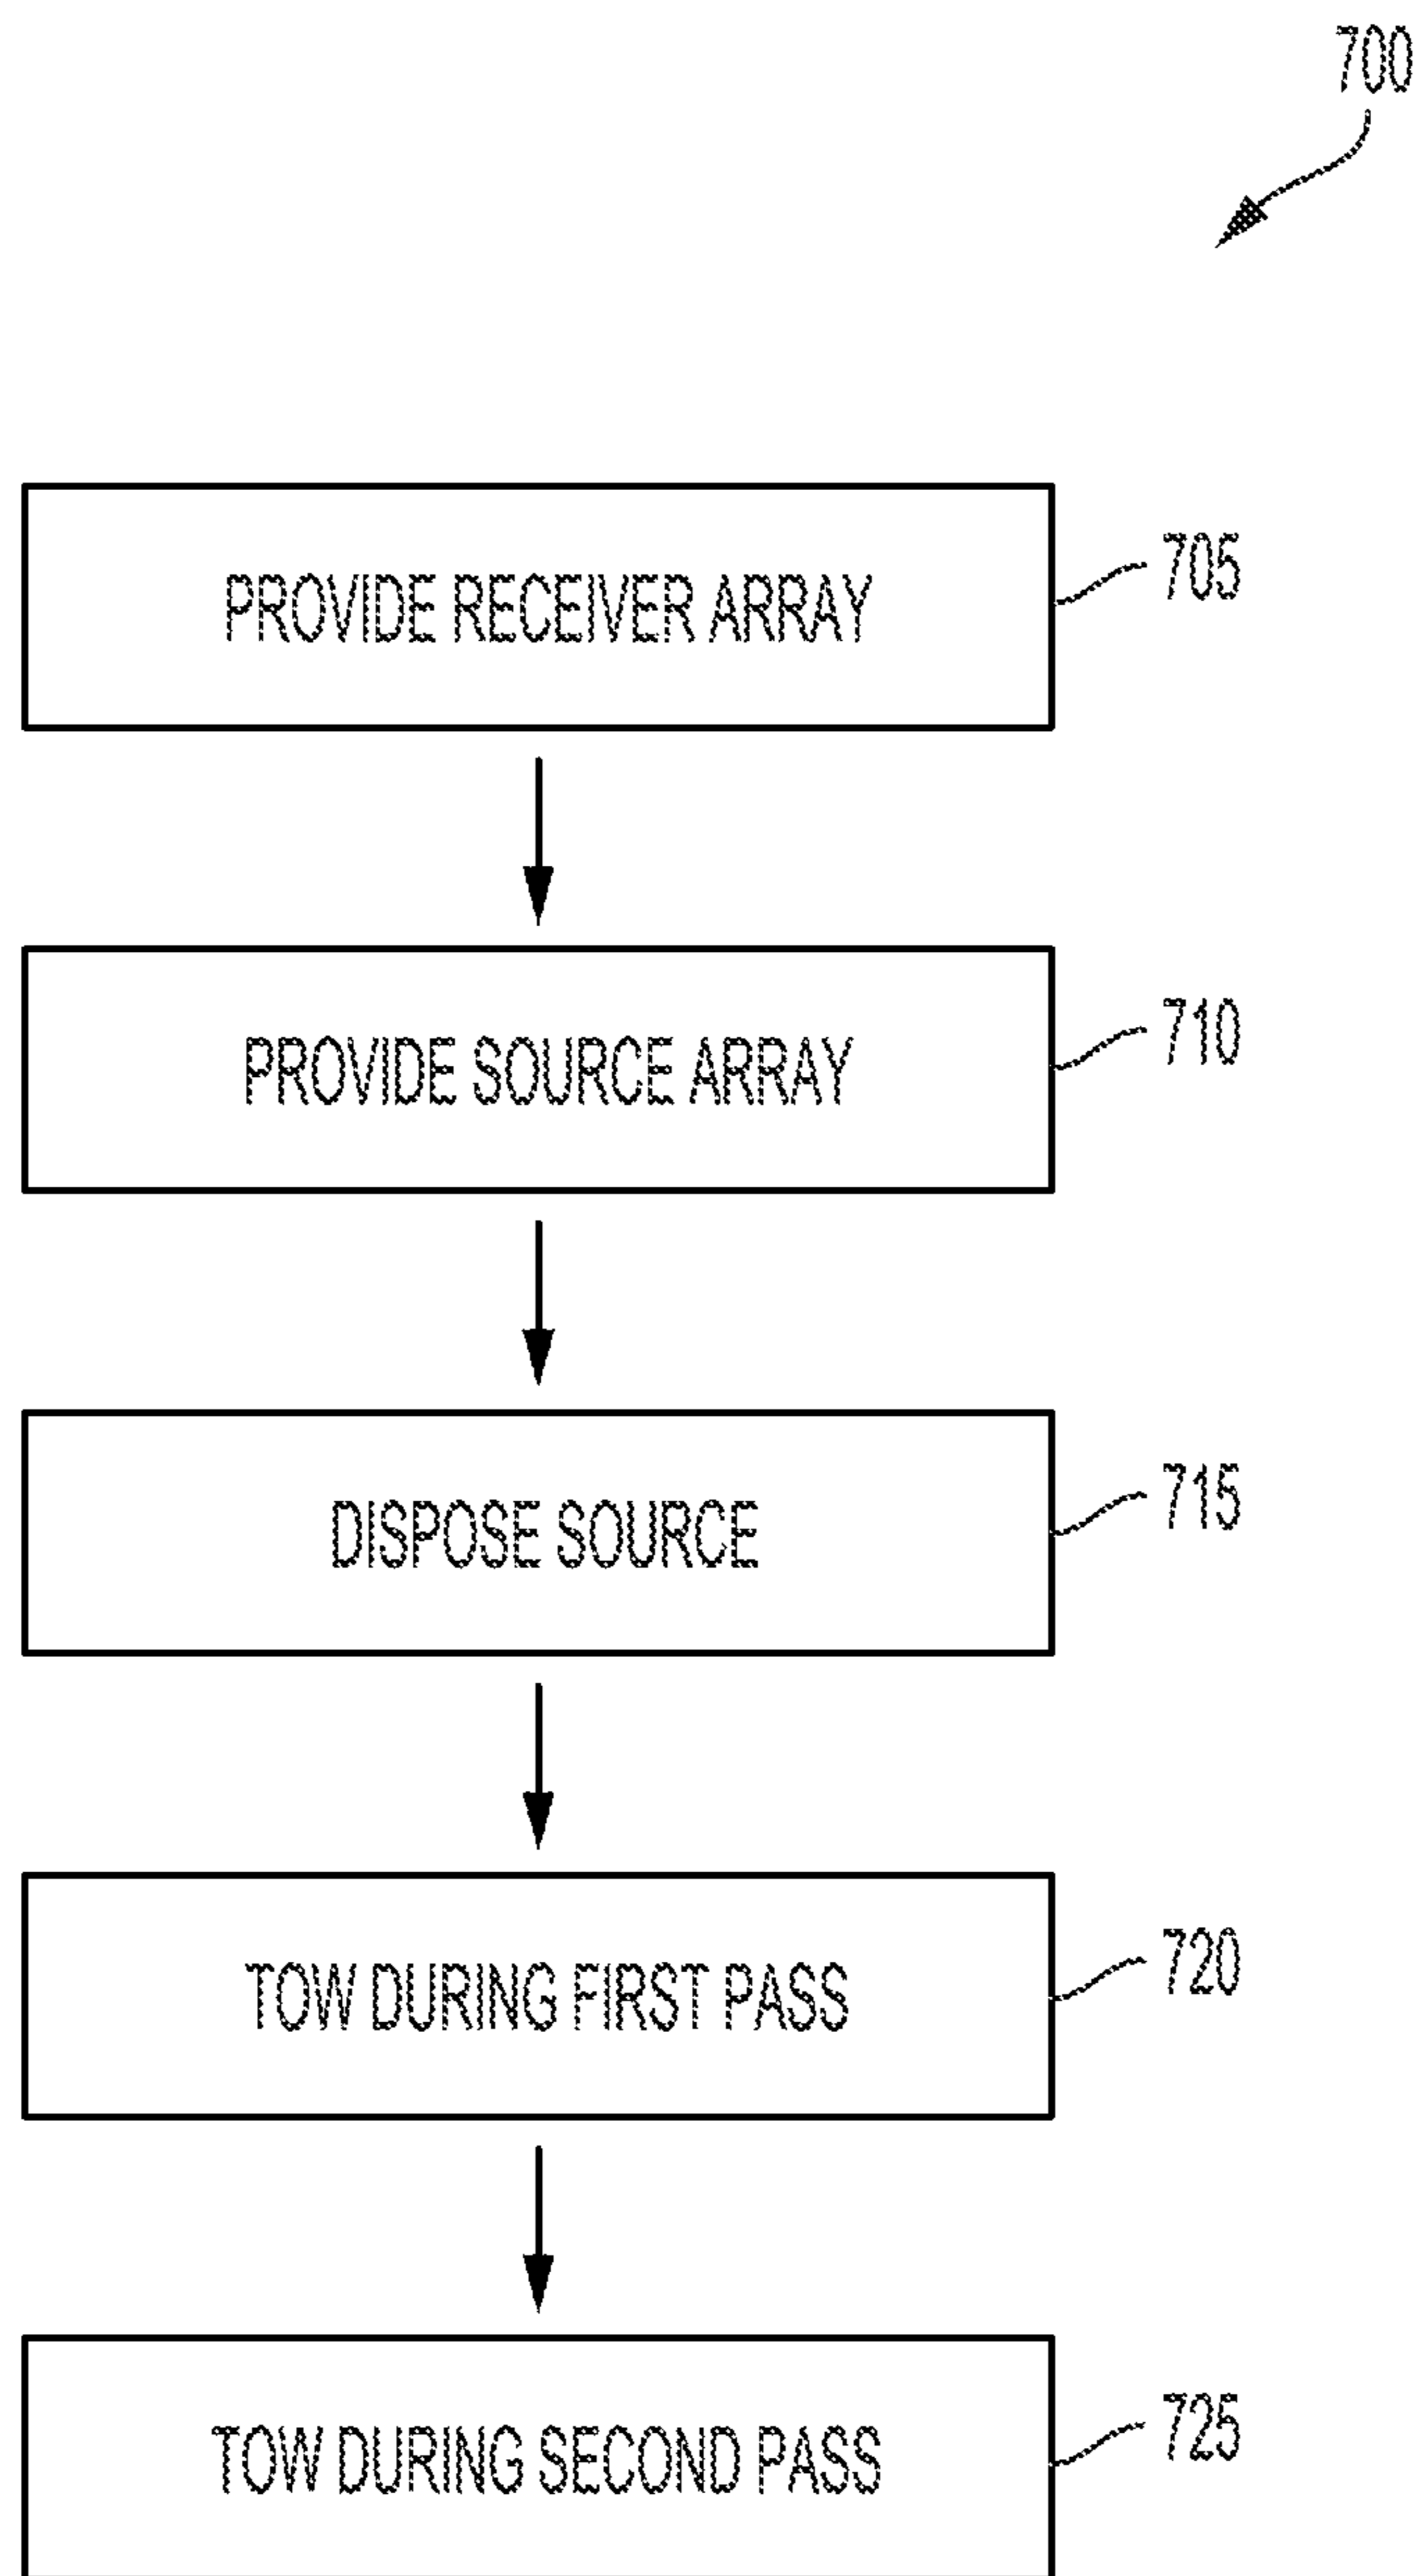 700
PROVIDE RECEIVER ARRAY
705
PROVIDE SOURCE ARRAY
710
DISPOSE SOURCE
715
TOW DURING FIRST PASS
720
TOW DURING SECOND PASS
725